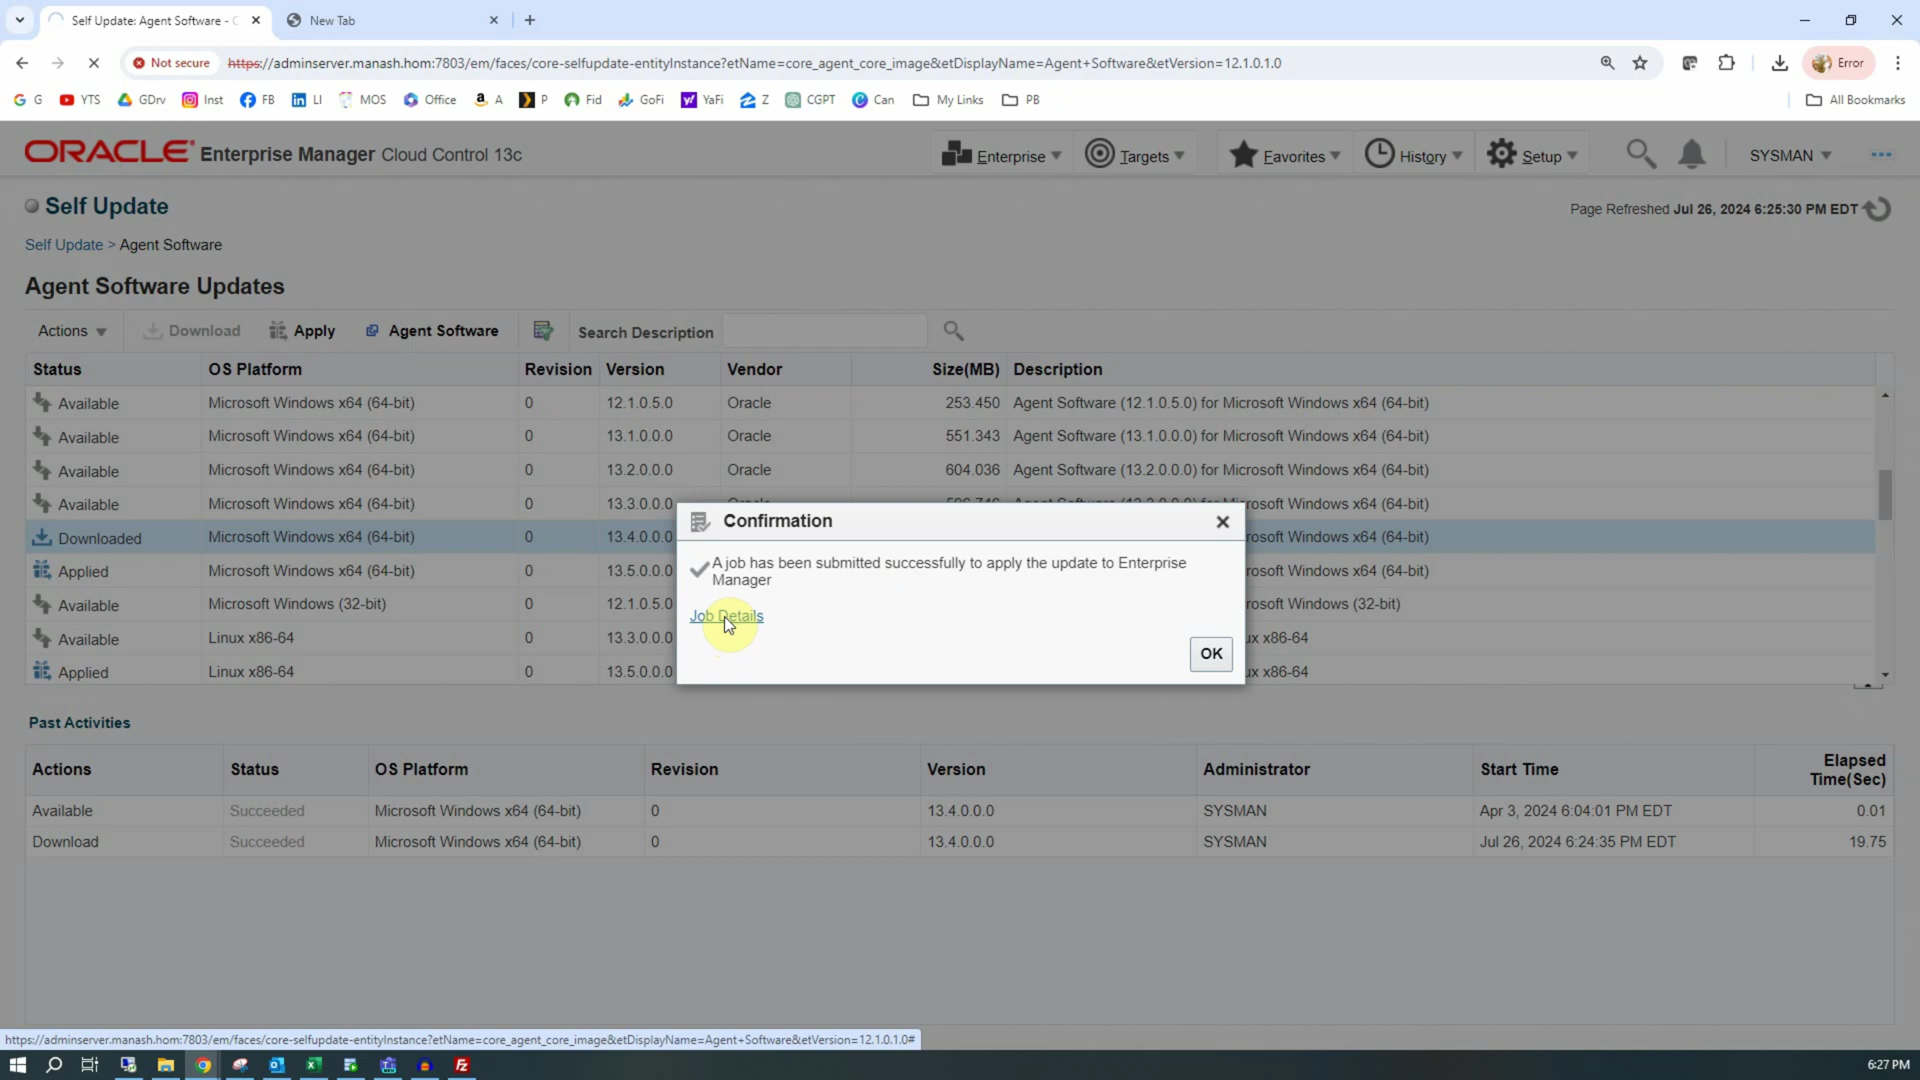 Self Update: Agent Software - C
New Tab
Not secure https://adminserver.manash.hom:7803/em/faces/core-selfupdate-entityInstance?etName=core_agent_core_image&etDisplayName=Agent+Software&etVersion=12.1.0.1.0 Error
G YTS GDrv Inst FB LI MOS Office A P Fid GoFi YaFi Z CGPT Can My Links PB All Bookmarks
ORACLE Enterprise Manager Cloud Control 13c Enterprise Targets Favorites History Setup SYSMAN
Self Update
Page Refreshed Jul 26, 2024 6:25:30 PM EDT
Self Update > Agent Software
Agent Software Updates
Actions Download Apply Agent Software Search Description
Status OS Platform Revision Version Vendor Size(MB) Description
Available Microsoft Windows x64 (64-bit) 0 12.1.0.5.0 Oracle 253.450 Agent Software (12.1.0.5.0) for Microsoft Windows x64 (64-bit)
Available Microsoft Windows x64 (64-bit) 0 13.1.0.0.0 Oracle 551.343 Agent Software (13.1.0.0.0) for Microsoft Windows x64 (64-bit)
Available Microsoft Windows x64 (64-bit) 0 13.2.0.0.0 Oracle 604.036 Agent Software (13.2.0.0.0) for Microsoft Windows x64 (64-bit)
Available Microsoft Windows x64 (64-bit) 0 13.3.0.0.0 rosoft Windows x64 (64-bit)
Downloaded Microsoft Windows x64 (64-bit) 0 13.4.0.0.0 rosoft Windows x64 (64-bit)
Applied Microsoft Windows x64 (64-bit) 0 13.5.0.0.0 rosoft Windows x64 (64-bit)
Available Microsoft Windows (32-bit) 0 12.1.0.5.0 rosoft Windows (32-bit)
Available Linux x86-64 0 13.3.0.0.0 ux x86-64
Applied Linux x86-64 0 13.5.0.0.0 ux x86-64
Confirmation
A job has been submitted successfully to apply the update to Enterprise
Manager
Job Details
OK
Past Activities
Actions Status OS Platform Revision Version Administrator Start Time Elapsed
Time(Sec)
Available Succeeded Microsoft Windows x64 (64-bit) 0 13.4.0.0.0 SYSMAN Apr 3, 2024 6:04:01 PM EDT 0.01
Download Succeeded Microsoft Windows x64 (64-bit) 0 13.4.0.0.0 SYSMAN Jul 26, 2024 6:24:35 PM EDT 19.75
https://adminserver.manash.hom:7803/em/faces/core-selfupdate-entityInstance?etName=core_agent_core_image&etDisplayName=Agent+Software&etVersion=12.1.0.1.0#
6:27 PM